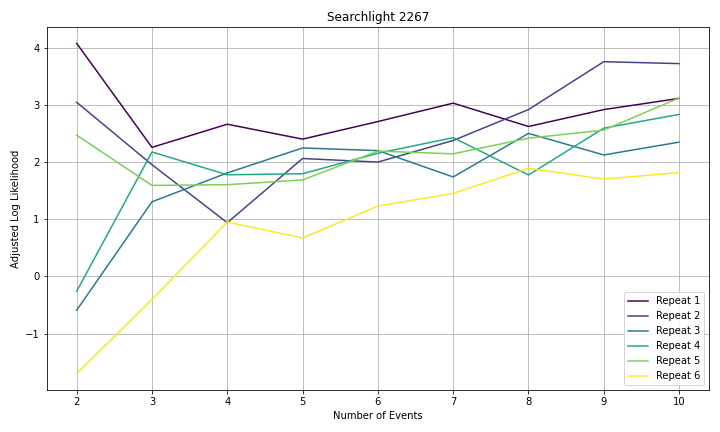 Searchlight 2267
Adjusted Log Likelihood
4
3
2
1
0
−1
2 3 4 5 6 7 8 9 10
Number of Events
Repeat 1
Repeat 2
Repeat 3
Repeat 4
Repeat 5
Repeat 6